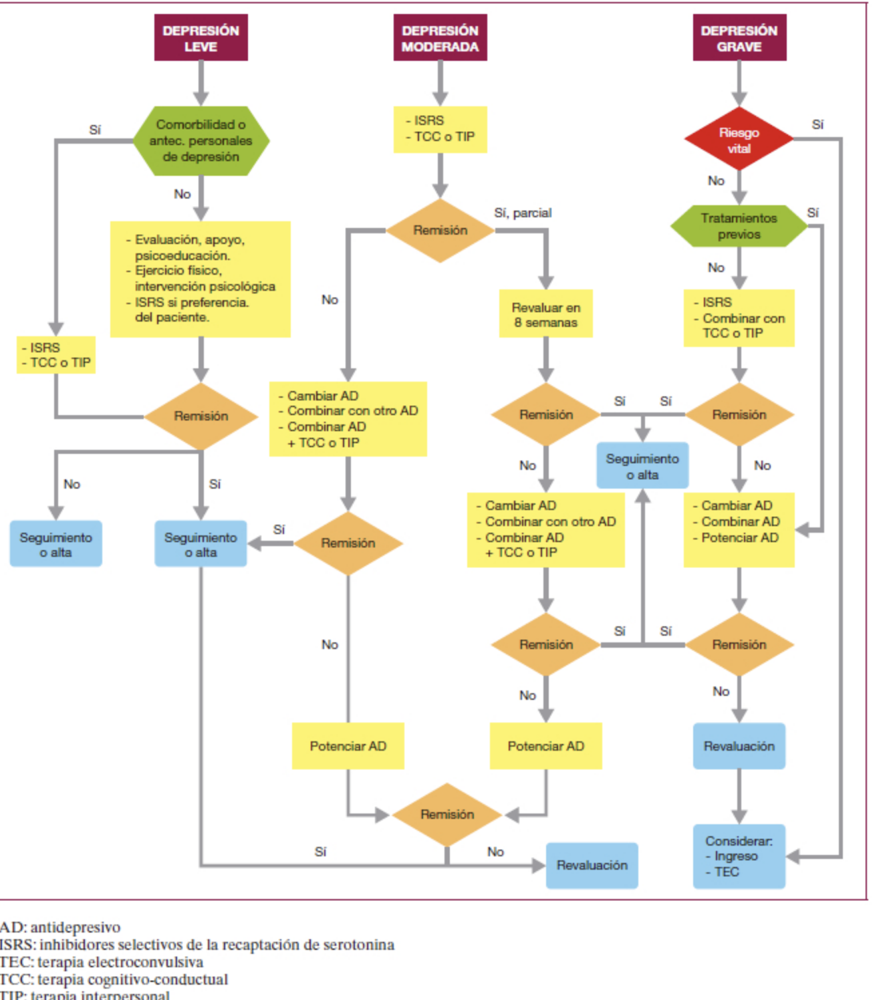 DEPRESIÓN
LEVE
DEPRESIÓN
MODERADA
DEPRESIÓN
GRAVE
Sí
Comorbilidad o
antec. personales
de depresión
No
- Evaluación, apoyo,
psicoeducación.
- Ejercicio físico,
intervención psicológica
- ISRS si preferencia.
del paciente.
- ISRS
- TCC o TIP
Remisión
No
Sí
Seguimiento
o alta
Seguimiento
o alta
- ISRS
- TCC o TIP
Remisión
Sí, parcial
No
- Cambiar AD
- Combinar con otro AD
- Combinar AD
+ TCC o TIP
Sí
Remisión
No
Potenciar AD
Revaluar en
8 semanas
Remisión
Sí
No
- Cambiar AD
- Combinar con otro AD
- Combinar AD
+ TCC o TIP
Remisión
Sí
No
Potenciar AD
Remisión
Sí
No
Revaluación
Seguimiento
o alta
Riesgo
vital
Sí
No
Tratamientos
previos
Sí
No
- ISRS
- Combinar con
TCC o TIP
Sí
Remisión
No
- Cambiar AD
- Combinar AD
- Potenciar AD
Sí
Remisión
No
Revaluación
Considerar:
- Ingreso
- TEC
AD: antidepresivo
ISRS: inhibidores selectivos de la recaptación de serotonina
TEC: terapia electroconvulsiva
TCC: terapia cognitivo-conductual
TIP: terapia interpersonal